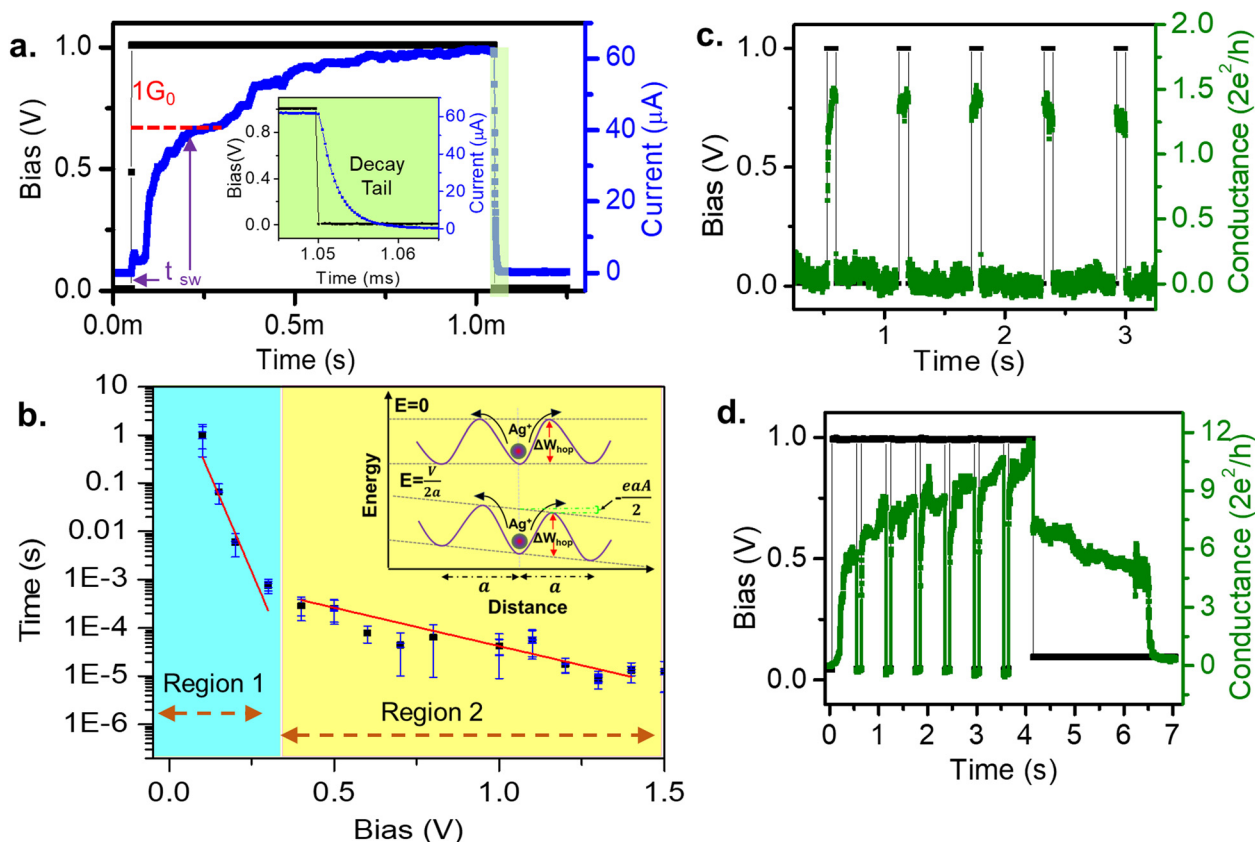 a.
1.0
0.5
0.0
Bias (V)
1G0
t sw
60
40
20
0
Current (µA)
0.0m
0.5m
1.0m
Time (s)
0.8
0.4
0.0
Bias(V)
Decay
Tail
60
40
20
0
Current (µA)
1.05
1.06
Time (ms)
c.
1.0
0.5
0.0
Bias (V)
2.0
1.5
1.2
0.8
0.4
0.0
Conductance (2e2/h)
1
2
3
Time (s)
b.
10
1
0.1
0.01
1E-3
1E-4
1E-5
1E-6
Time (s)
Region 1
Region 2
E=0
Ag+
ΔWhop
E=V/2a
Ag+
ΔWhop
-eaA/2
Energy
a
a
Distance
0.0
0.5
1.0
1.5
Bias (V)
d.
1.0
0.5
0.0
Bias (V)
12
9
6
3
0
Conductance (2e2/h)
0 1 2 3 4 5 6 7
Time (s)